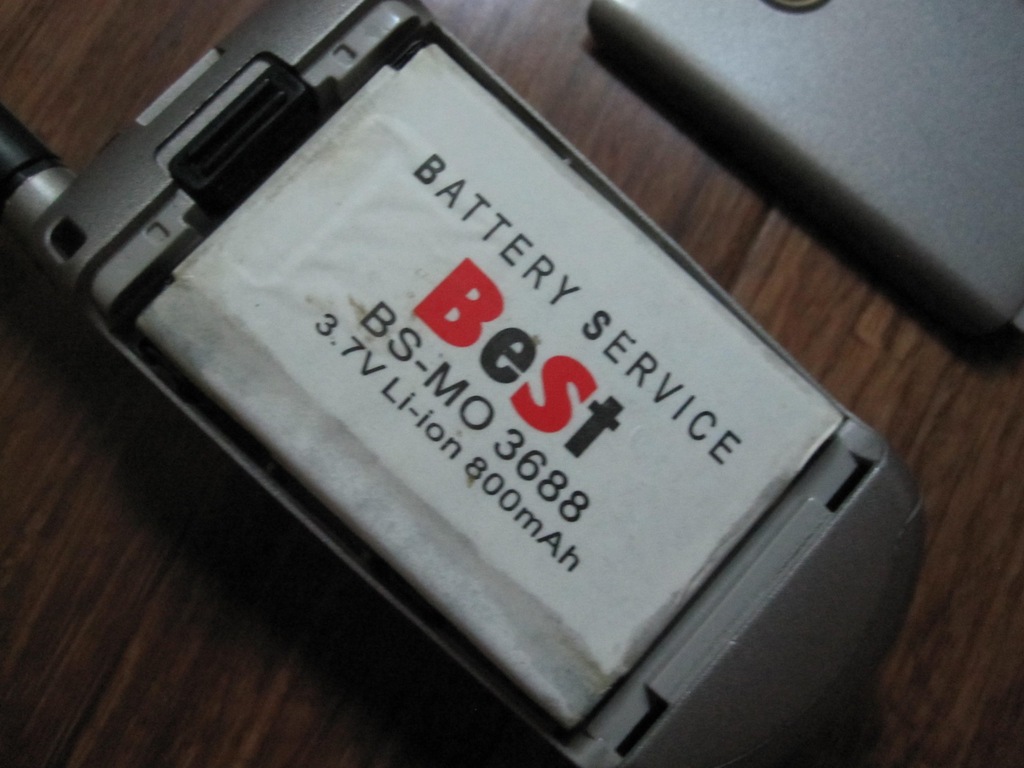 BATTERY SERVICE
BeSt
BS-MO 3688
3.7V Li-ion 800mAh